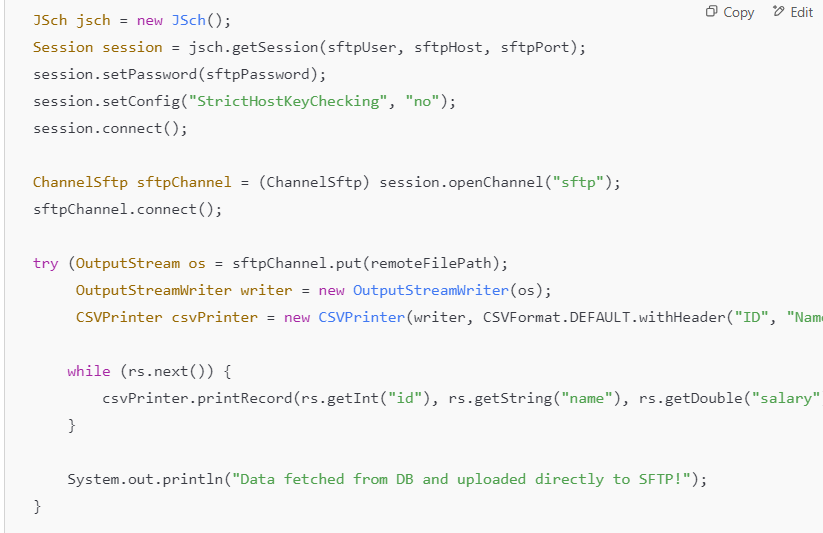 Copy Edit
JSch jsch = new JSch();
Session session = jsch.getSession(sftpUser, sftpHost, sftpPort);
session.setPassword(sftpPassword);
session.setConfig("StrictHostKeyChecking", "no");
session.connect();
ChannelSftp sftpChannel = (ChannelSftp) session.openChannel("sftp");
sftpChannel.connect();
try (OutputStream os = sftpChannel.put(remoteFilePath);
OutputStreamWriter writer = new OutputStreamWriter(os);
CSVPrinter csvPrinter = new CSVPrinter(writer, CSVFormat.DEFAULT.withHeader("ID", "Nam
while (rs.next()) {
csvPrinter.printRecord(rs.getInt("id"), rs.getString("name"), rs.getDouble("salary"
}
System.out.println("Data fetched from DB and uploaded directly to SFTP!");
}